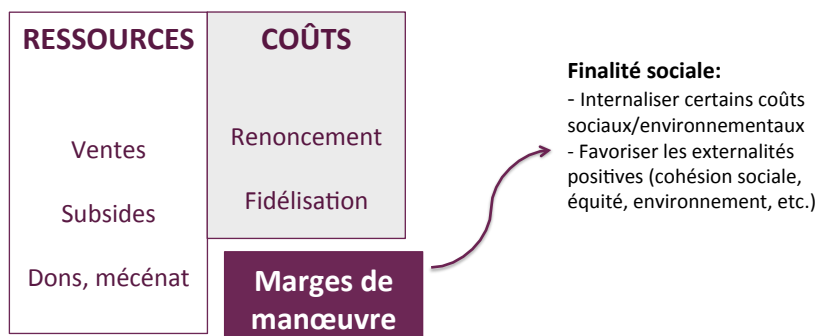 RESSOURCES
Ventes
Subsides
Dons, mécénat
COÛTS
Renoncement
Fidélisation
Marges de
manœuvre
Finalité sociale:
- Internaliser certains coûts
sociaux/environnementaux
- Favoriser les externalités
positives (cohésion sociale,
équité, environnement, etc.)